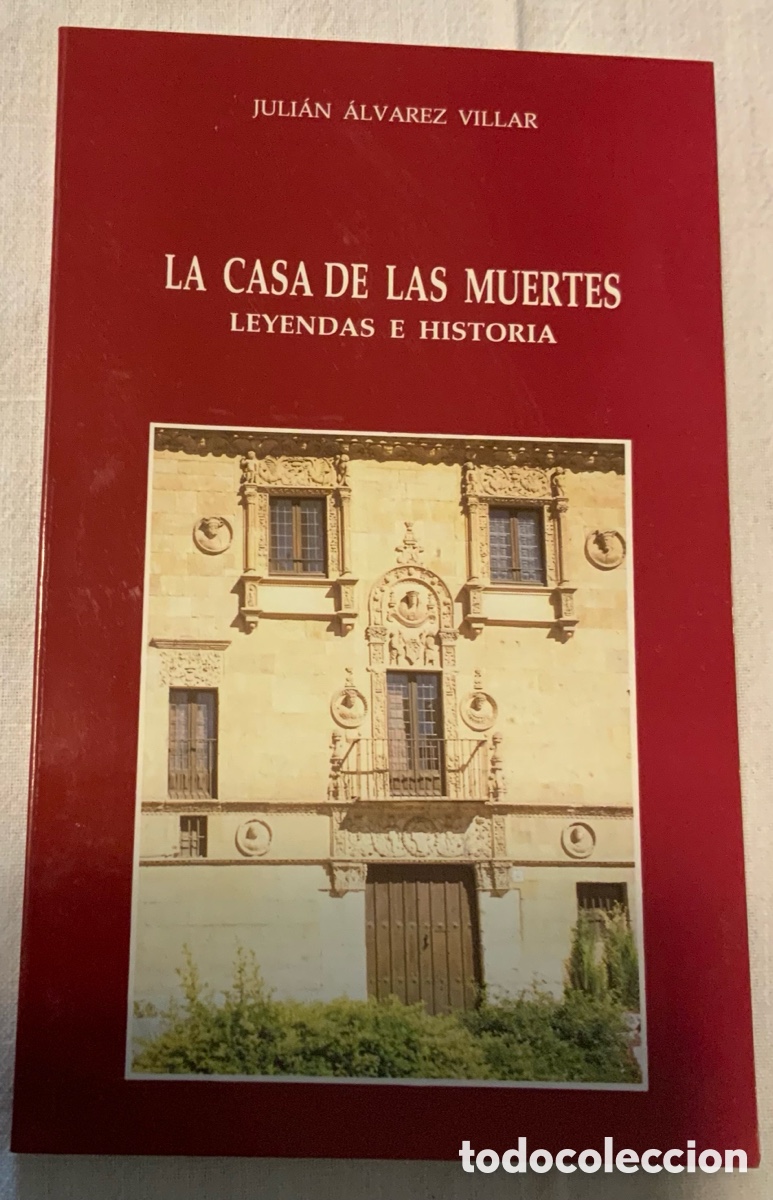 JULIÁN ÁLVAREZ VILLAR
LA CASA DE LAS MUERTES
LEYENDAS E HISTORIA
todocoleccion